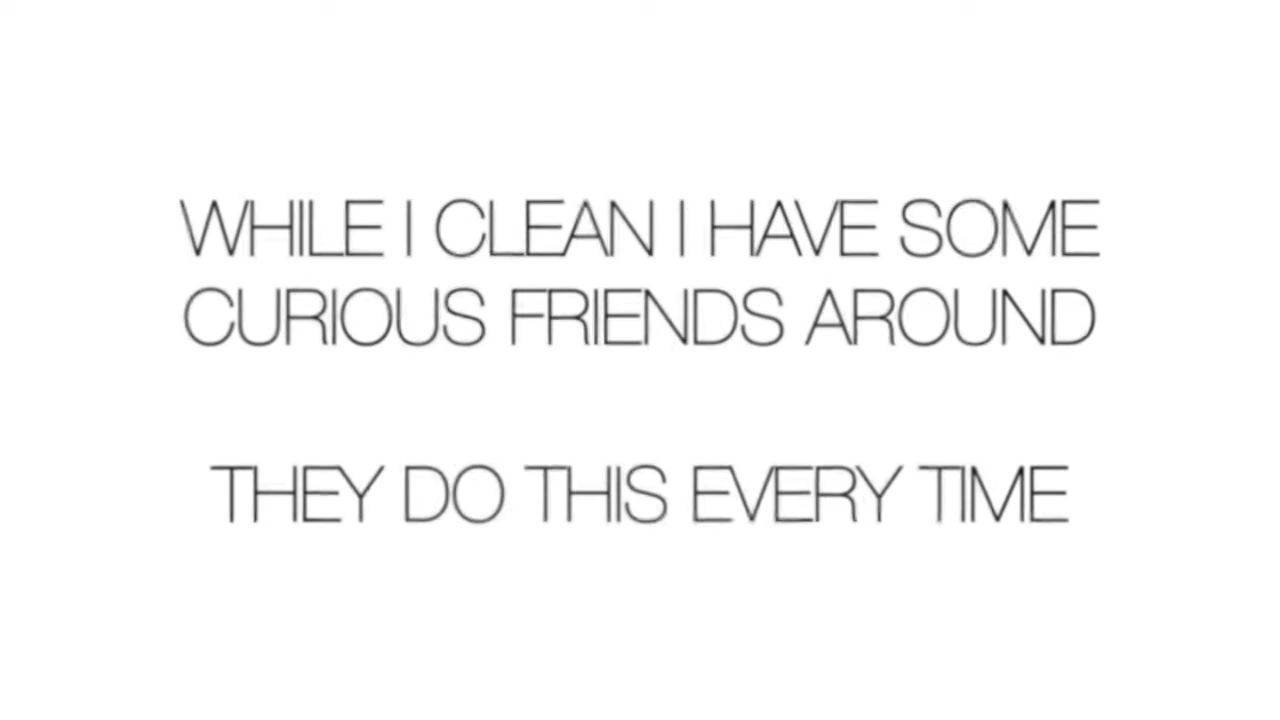 WHILE I CLEAN I HAVE SOME
CURIOUS FRIENDS AROUND
THEY DO THIS EVERY TIME